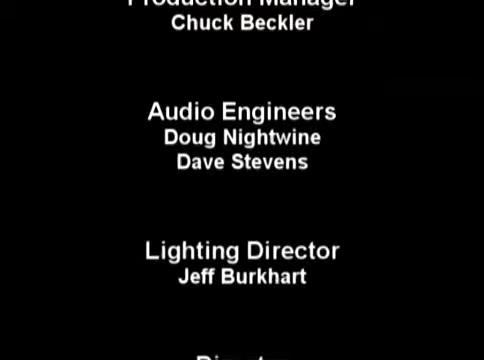 Production Manager
Chuck Beckler
Audio Engineers
Doug Nightwine
Dave Stevens
Lighting Director
Jeff Burkhart